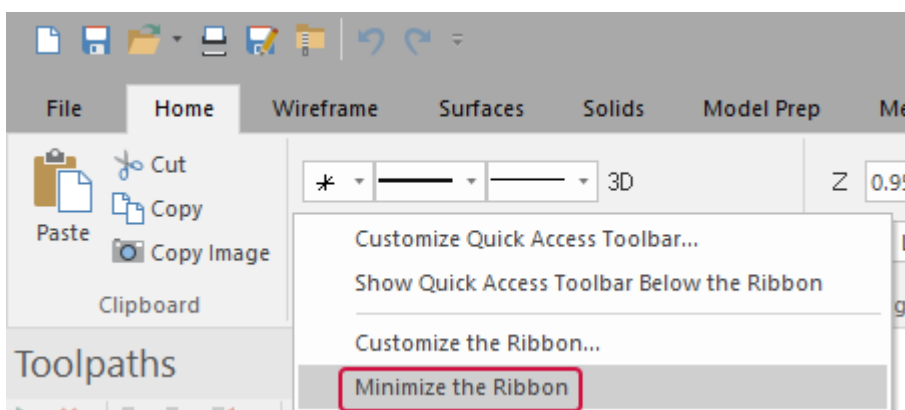 File Home Wireframe Surfaces Solids Model Prep
Cut
3D Z
Copy
Paste
Customize Quick Access Toolbar...
Copy Image
Show Quick Access Toolbar Below the Ribbon
Clipboard
Customize the Ribbon...
Toolpaths
Minimize the Ribbon